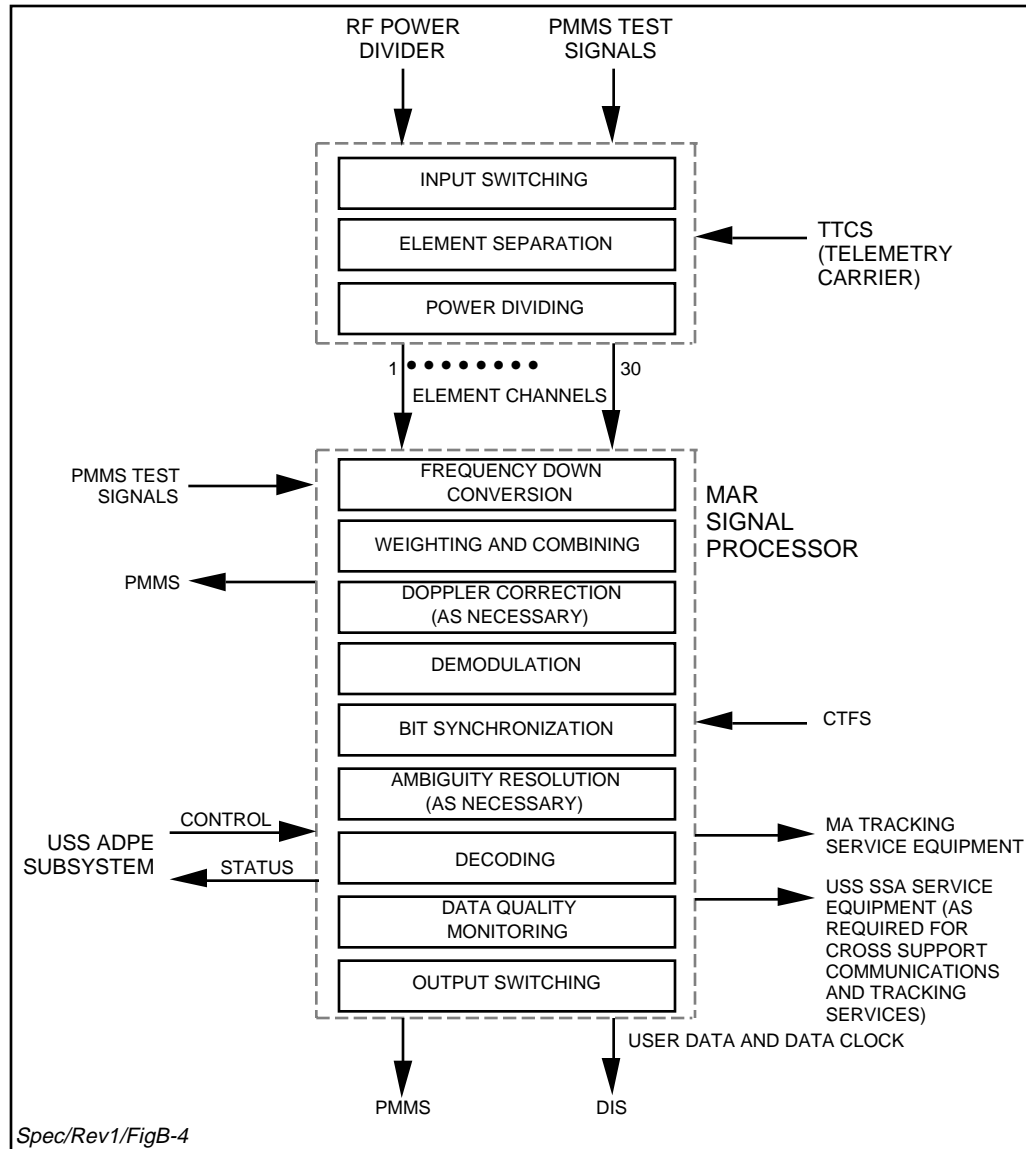 RF POWER
DIVIDER
PMMS TEST
SIGNALS
INPUT SWITCHING
ELEMENT SEPARATION
POWER DIVIDING
TTCS
(TELEMETRY
CARRIER)
1
30
ELEMENT CHANNELS
PMMS TEST
SIGNALS
FREQUENCY DOWN
CONVERSION
MAR
SIGNAL
PROCESSOR
WEIGHTING AND COMBINING
PMMS
DOPPLER CORRECTION
(AS NECESSARY)
DEMODULATION
BIT SYNCHRONIZATION
CTFS
AMBIGUITY RESOLUTION
(AS NECESSARY)
CONTROL
USS ADPE
SUBSYSTEM
STATUS
DECODING
MA TRACKING
SERVICE EQUIPMENT
DATA QUALITY
MONITORING
USS SSA SERVICE
EQUIPMENT (AS
REQUIRED FOR
CROSS SUPPORT
COMMUNICATIONS
AND TRACKING
SERVICES)
OUTPUT SWITCHING
USER DATA AND DATA CLOCK
PMMS
DIS
Spec/Rev1/FigB-4